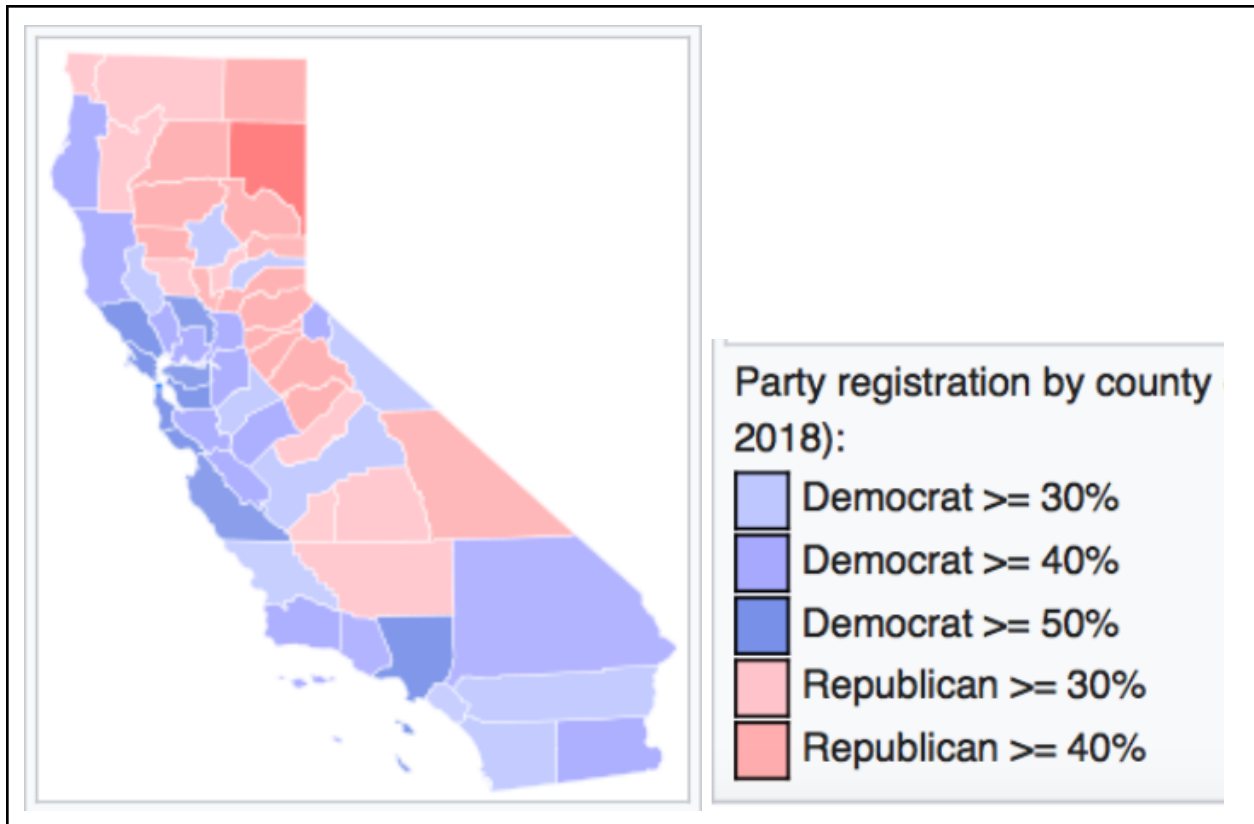 Party registration by county
2018):
Democrat >= 30%
Democrat >= 40%
Democrat >= 50%
Republican >= 30%
Republican >= 40%